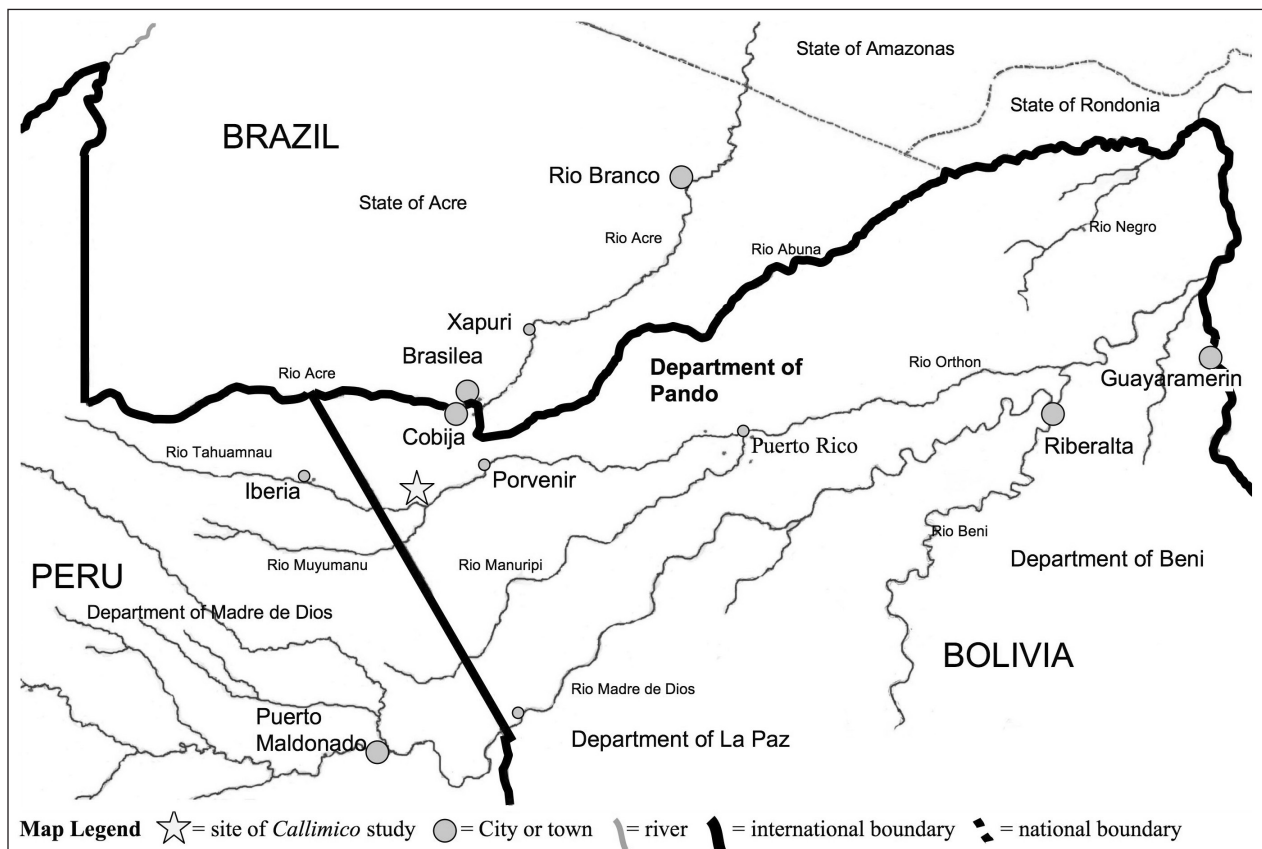 State of Amazonas
State of Rondonia
BRAZIL
Rio Branco
State of Acre
Rio Negro
Rio Acre
Rio Abuna
Xapuri
Brasilea
Rio Acre
Department of
Pando
Rio Orthon
Guayaramerin
Cobija
Puerto Rico
Riberalta
Rio Tahuamnau
Iberia
Porvenir
Rio Beni
Rio Muyumanu
Rio Manuripi
Department of Beni
PERU
Department of Madre de Dios
BOLIVIA
Rio Madre de Dios
Puerto
Maldonado
Department of La Paz
Map Legend = site of Callimico study = City or town = river = international boundary = national boundary